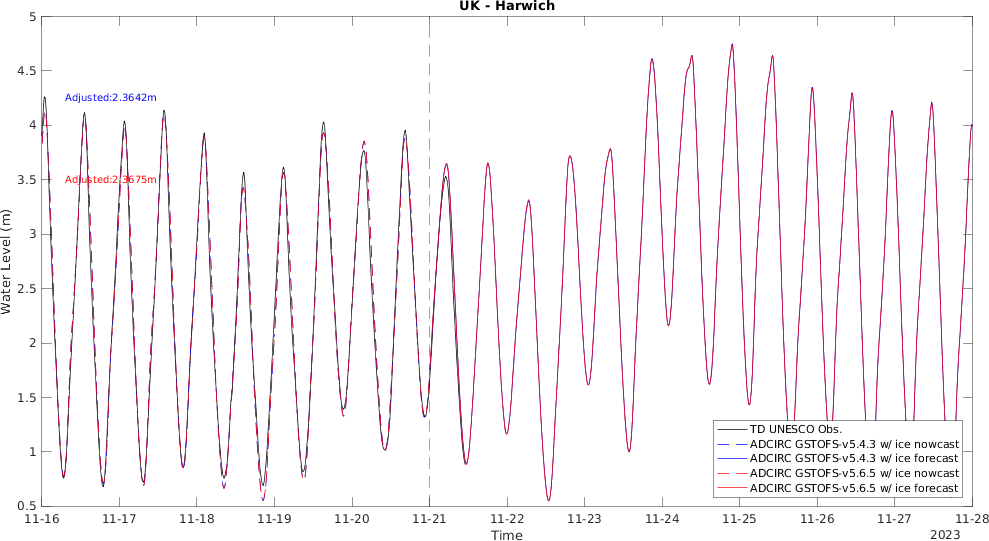 UK - Harwich
5
4.5
4
3.5
3
2.5
2
1.5
1
0.5
Water Level (m)
Adjusted:2.3642m
Adjusted:2.3675m
TD UNESCO Obs.
ADCIRC GSTOFS-v5.4.3 w/ ice nowcast
ADCIRC GSTOFS-v5.4.3 w/ ice forecast
ADCIRC GSTOFS-v5.6.5 w/ ice nowcast
ADCIRC GSTOFS-v5.6.5 w/ ice forecast
11-16 11-17 11-18 11-19 11-20 11-21 11-22 11-23 11-24 11-25 11-26 11-27 11-28
Time
2023